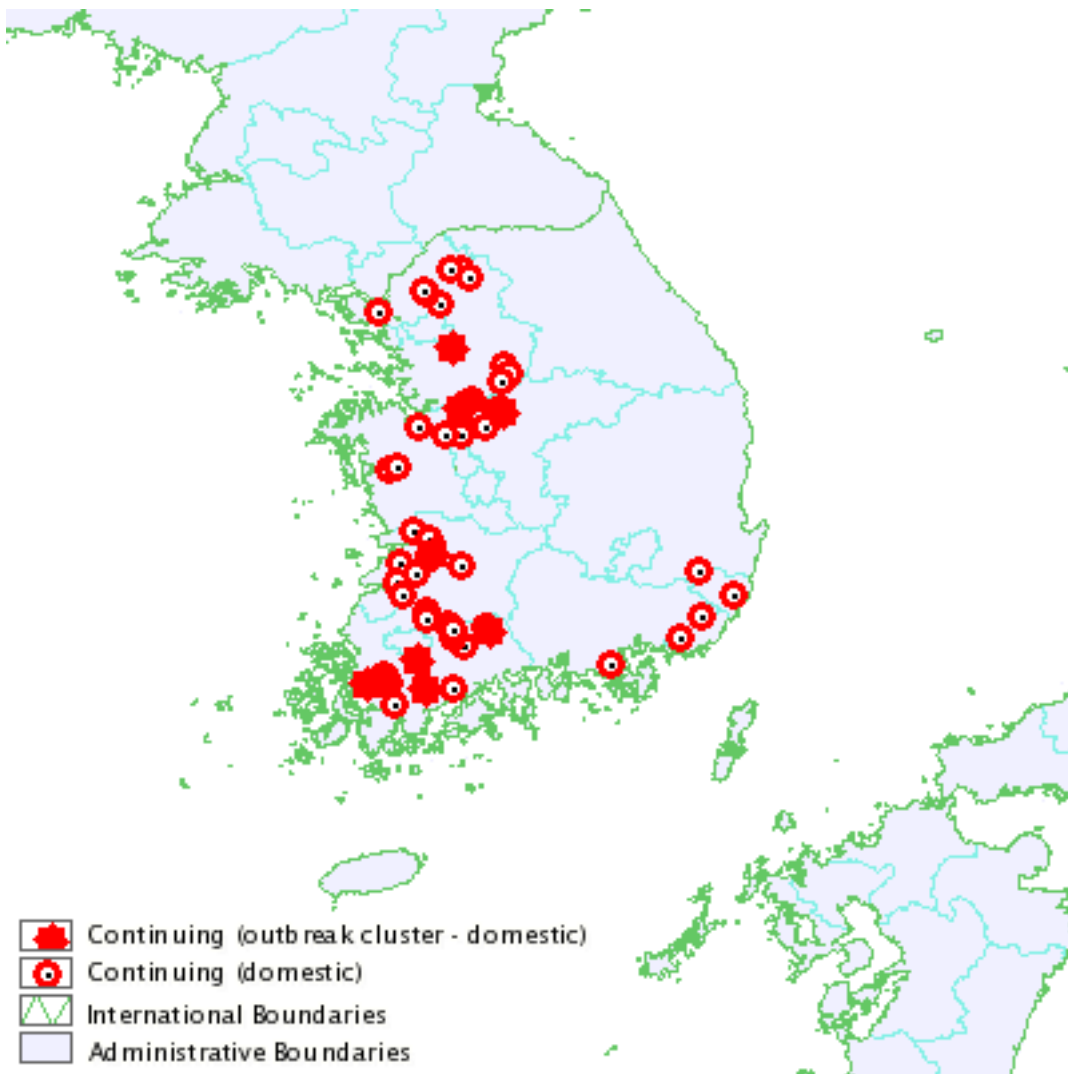 Continuing (outbreak cluster - domestic)
Continuing (domestic)
International Boundaries
Administrative Boundaries